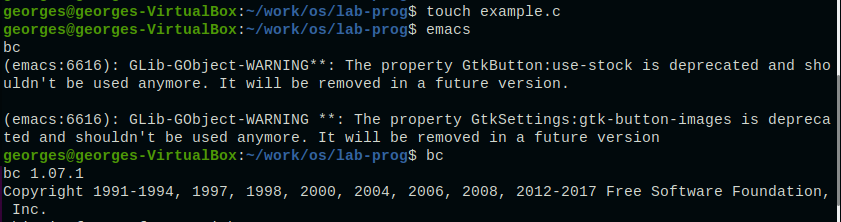 georges@georges-VirtualBox:~/work/os/lab-prog$ touch example.c
georges@georges-VirtualBox:~/work/os/lab-prog$ emacs
bc
(emacs:6616): GLib-GObject-WARNING**: The property GtkButton:use-stock is deprecated and sho
uldn't be used anymore. It will be removed in a future version.
(emacs:6616): GLib-GObject-WARNING **: The property GtkSettings:gtk-button-images is depreca
ted and shouldn't be used anymore. It will be removed in a future version
georges@georges-VirtualBox:~/work/os/lab-prog$ bc
bc 1.07.1
Copyright 1991-1994, 1997, 1998, 2000, 2004, 2006, 2008, 2012-2017 Free Software Foundation,
Inc.